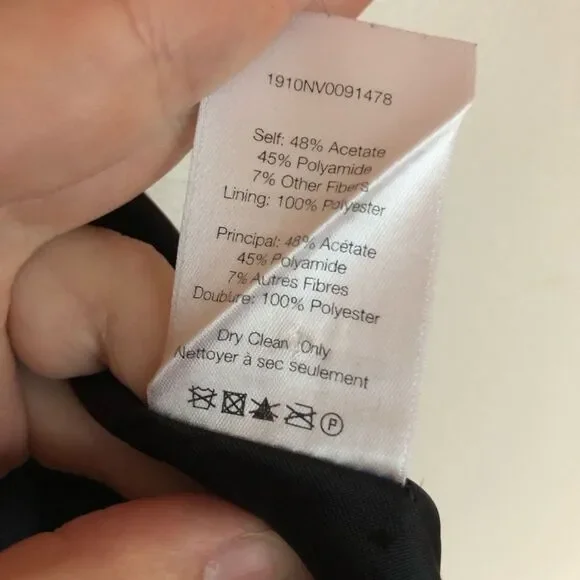 1910NV0091478
Self: 48% Acetate
45% Polyamide
7% Other Fibers
Lining: 100% Polyester
Principal: 48% Acétate
45% Polyamide
7% Autres Fibres
Doublure: 100% Polyester
Dry Clean Only
Nettoyer à sec seulement
P